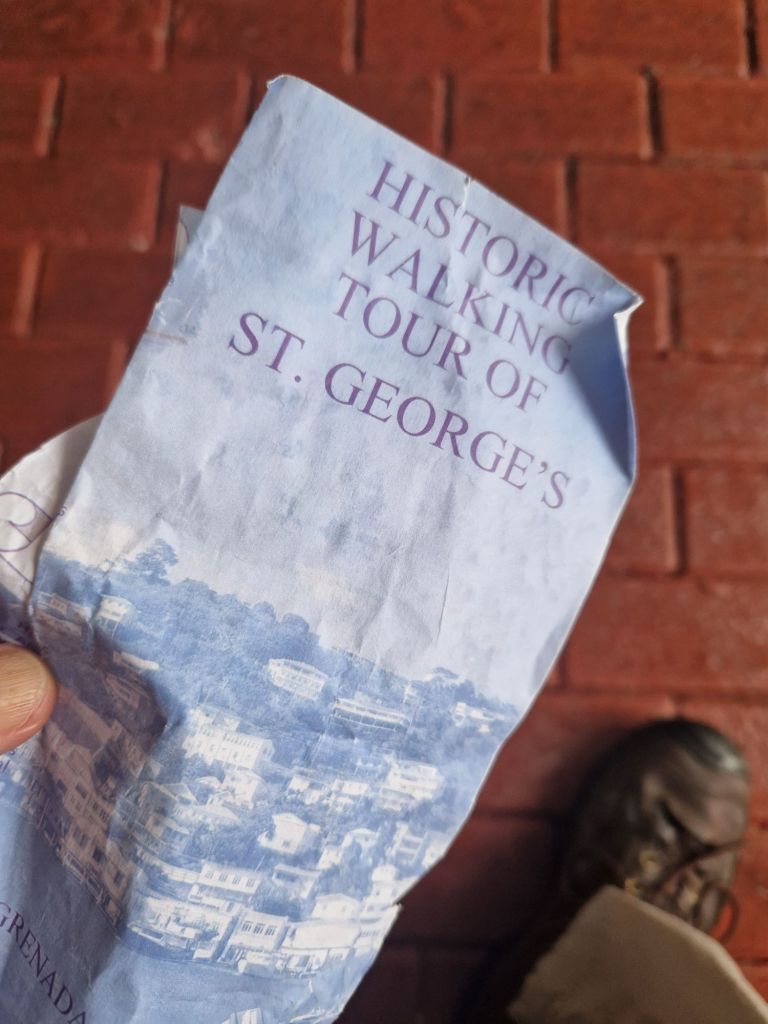 HISTORIC
WALKING
TOUR OF
ST. GEORGE'S
GRENADA